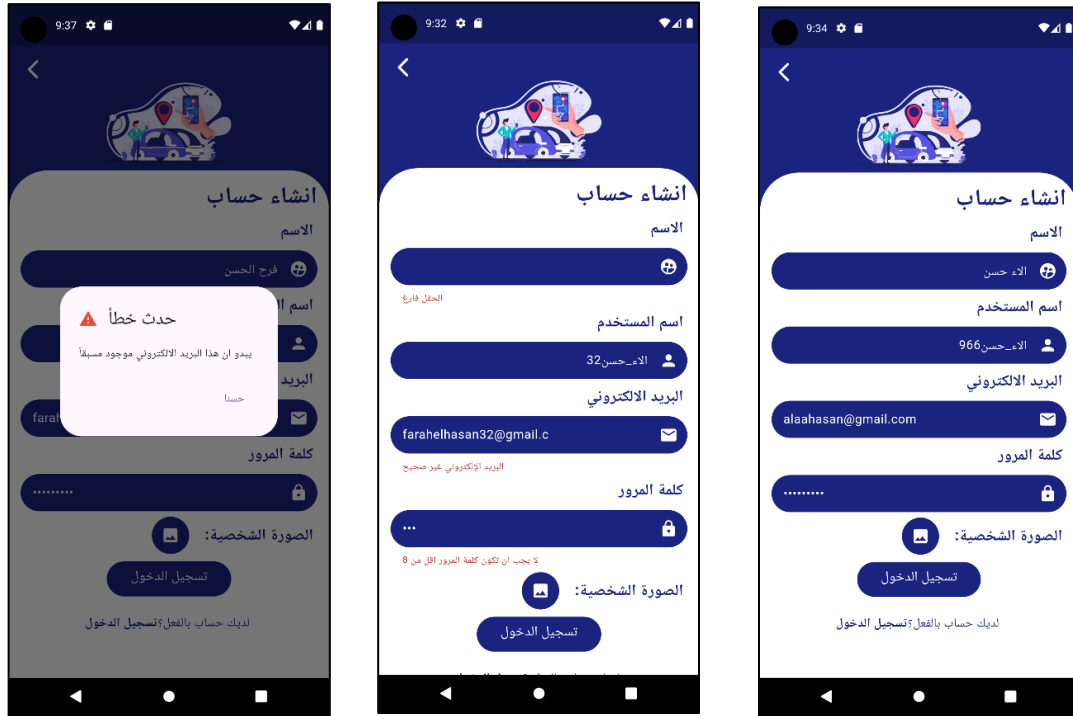 9:37
انشاء حساب
الاسم
فرح الحسن
اسم
حدث خطأ
يبدو ان هذا البريد الالكتروني موجود مسبقاً
حسنا
البريد
كلمة المرور
•••••••••
الصورة الشخصية:
تسجيل الدخول
لديك حساب بالفعل؟تسجيل الدخول
9:32
انشاء حساب
الاسم
الحقل فارغ
اسم المستخدم
الاء_حسن32
البريد الالكتروني
farahelhasan32@gmail.c
البريد الإلكتروني غير صحيح
كلمة المرور
•••
لا يجب ان تكون كلمة المرور اقل من 8
الصورة الشخصية:
تسجيل الدخول
9:34
انشاء حساب
الاسم
الاء حسن
اسم المستخدم
الاء_حسن966
البريد الالكتروني
alaahasan@gmail.com
كلمة المرور
•••••••••
الصورة الشخصية:
تسجيل الدخول
لديك حساب بالفعل؟تسجيل الدخول